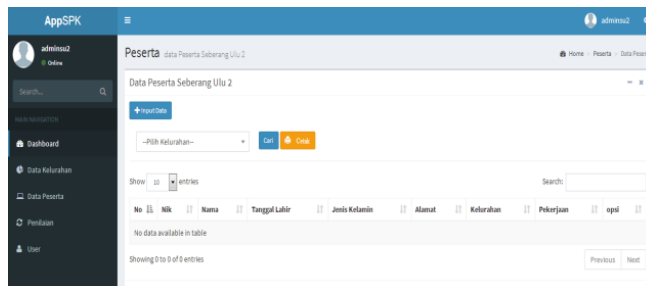 AppSPK
adminsu2
adminsu2
Online
Peserta data Peserta Seberang Ulu 2
Home > Peserta > Data Peser
Search...
Data Peserta Seberang Ulu 2
MAIN NAVIGATION
Input Data
Dashboard
--Pilih Kelurahan-- Cari Cetak
Data Kelurahan
Data Peserta
Show 10 entries Search:
Penilaian
No Nik Nama Tanggal Lahir Jenis Kelamin Alamat Kelurahan Pekerjaan opsi
User
No data available in table
Showing 0 to 0 of 0 entries Previous Next